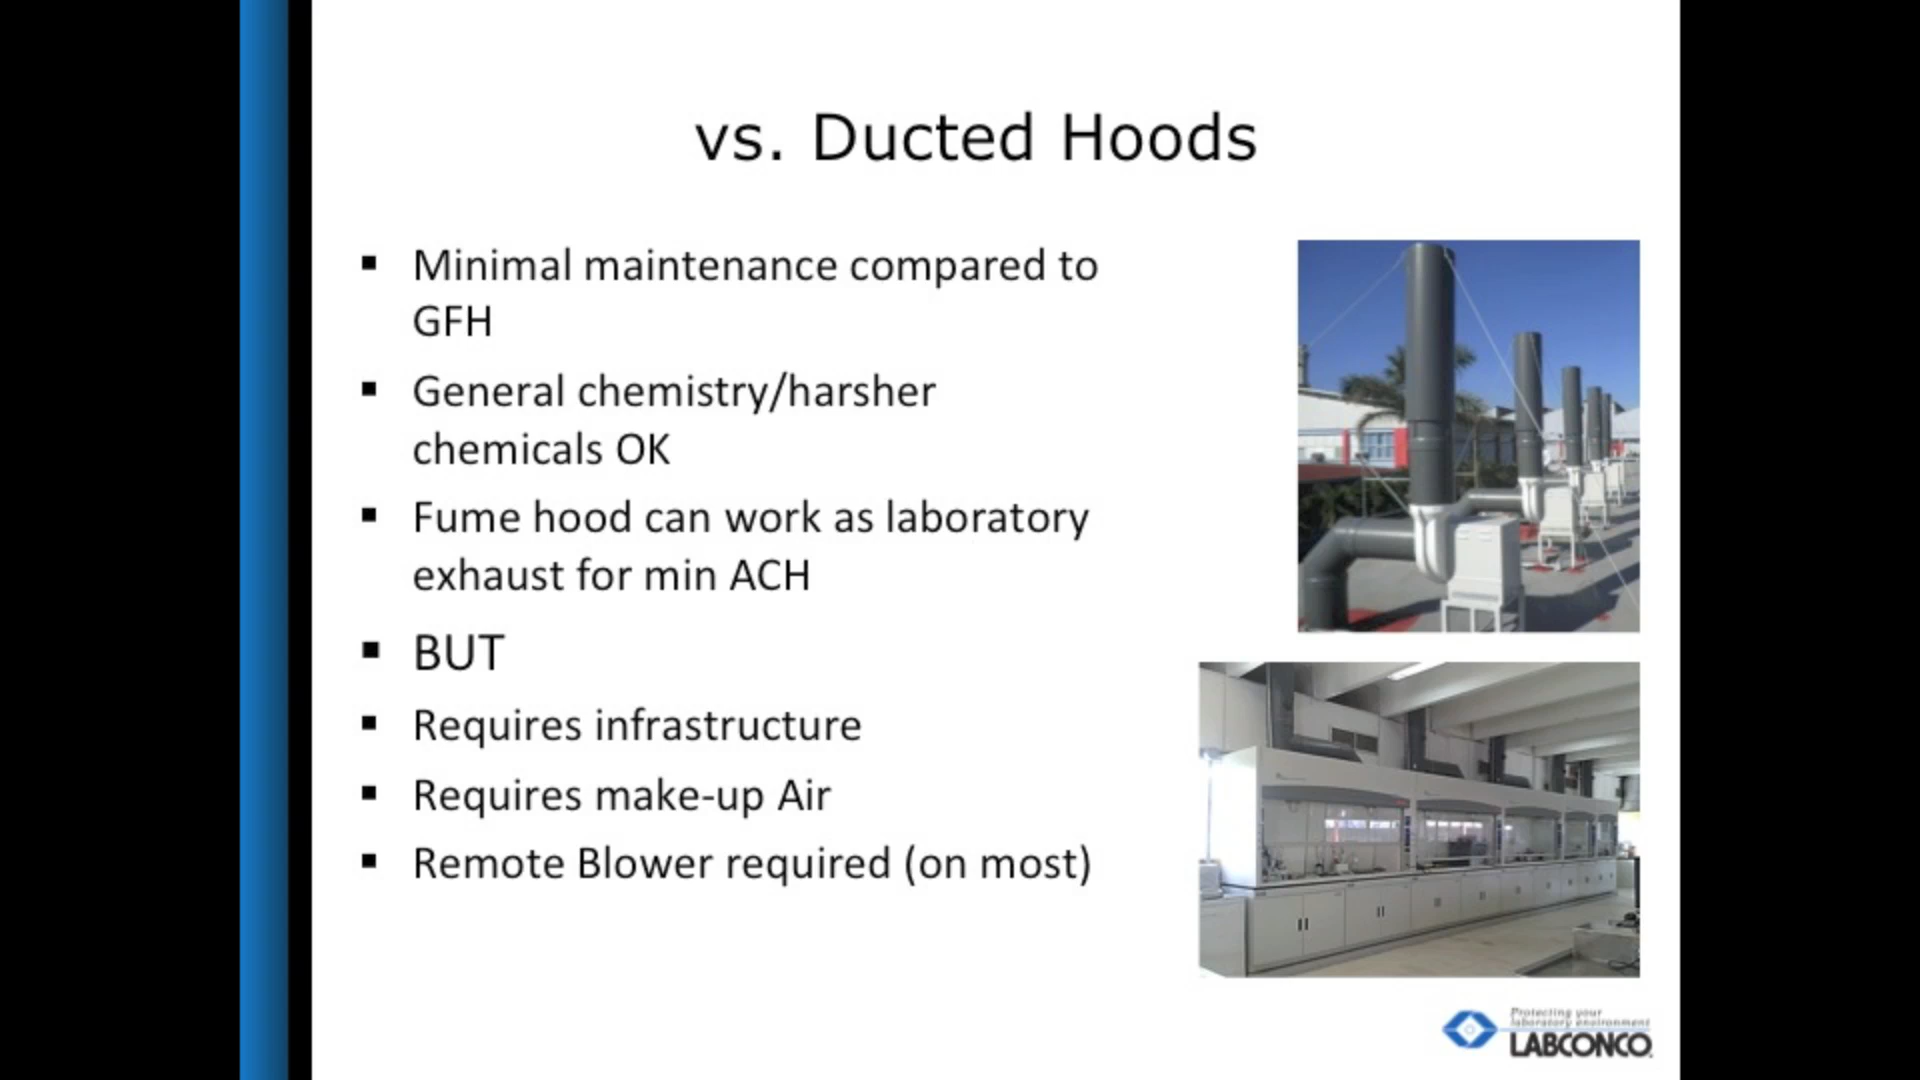 vs. Ducted Hoods
▪ Minimal maintenance compared to
GFH
▪ General chemistry/harsher
chemicals OK
▪ Fume hood can work as laboratory
exhaust for min ACH
▪ BUT
▪ Requires infrastructure
▪ Requires make-up Air
▪ Remote Blower required (on most)
Protecting your
laboratory environment
LABCONCO